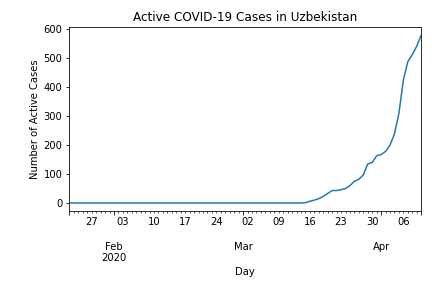 Active COVID-19 Cases in Uzbekistan
600
500
400
300
200
100
0
Number of Active Cases
27 03 10 17 24 02 09 16 23 30 06
Feb Mar Apr
2020
Day